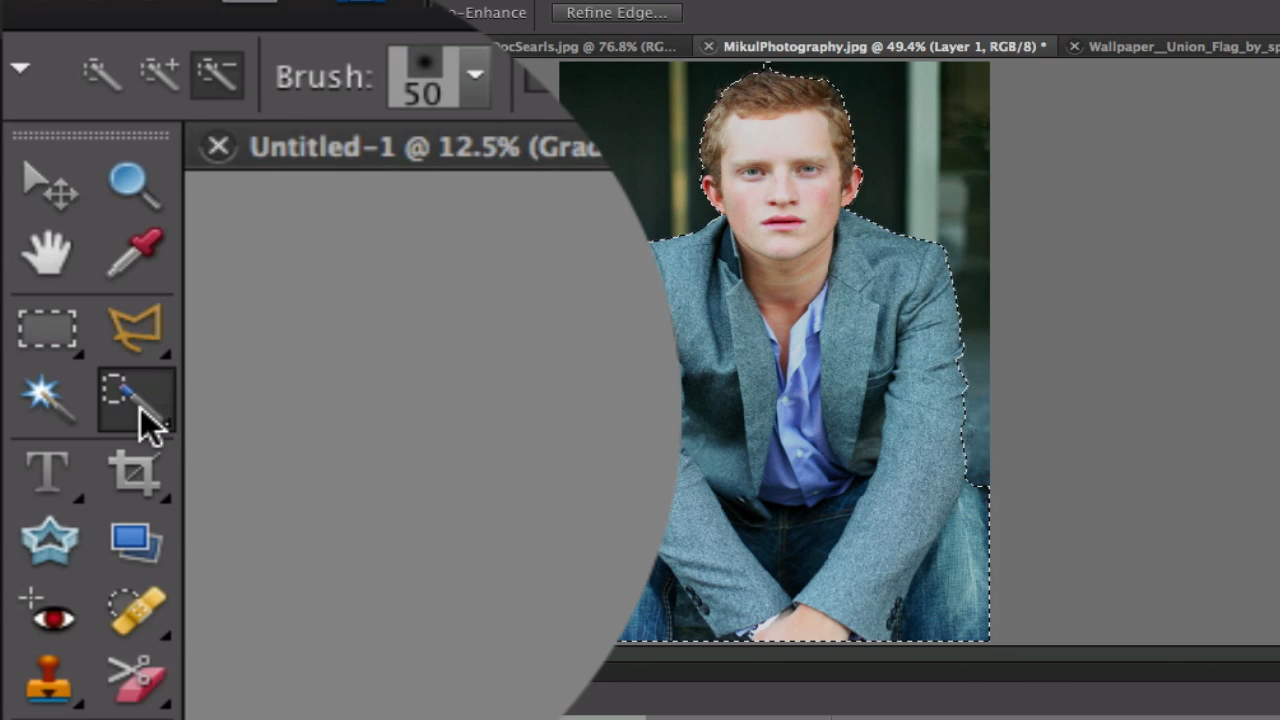 o-Enhance
Refine Edge...
DocSearls.jpg @ 76.8% (RG...
MikulPhotography.jpg @ 49.4% (Layer 1, RGB/8) *
Wallpaper__Union_Flag_by_sp
Brush:
50
Untitled-1 @ 12.5% (Grad
T